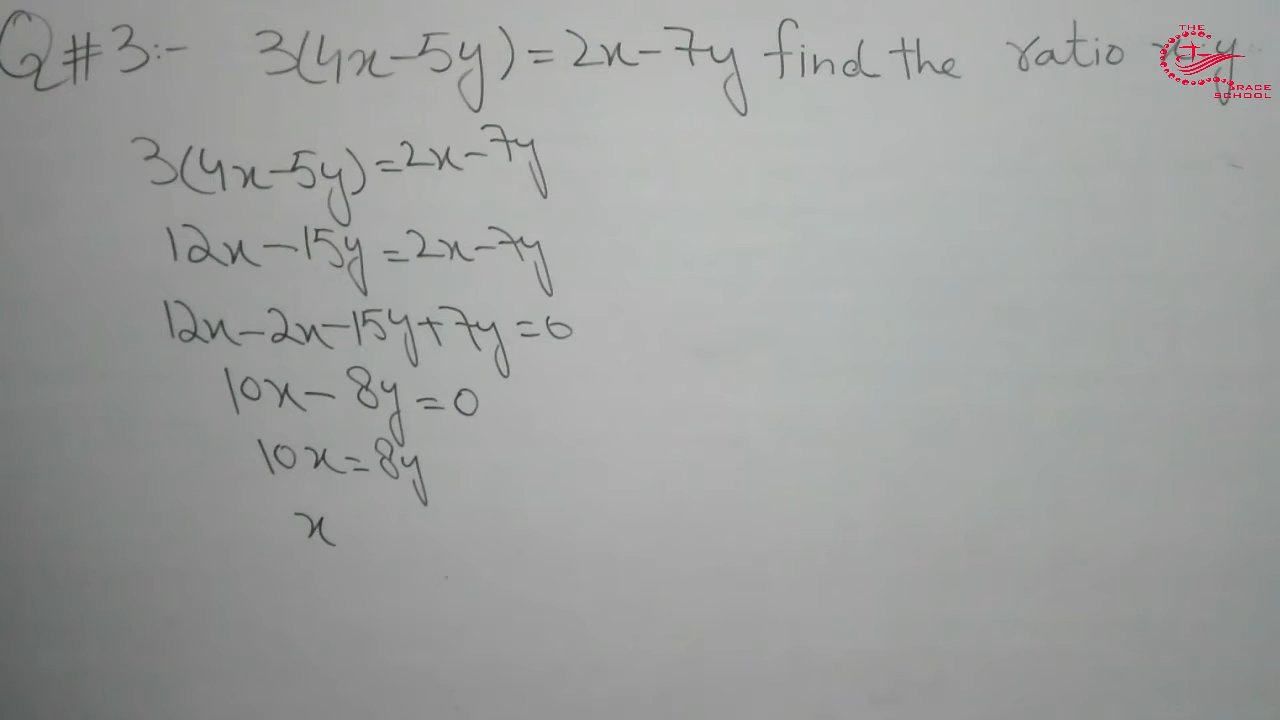 Q#3:- 3(4x-5y)=2x-7y find the ratio x:y
THE
GRACE
SCHOOL
3(4x-5y)=2x-7y
12x-15y=2x-7y
12x-2x-15y+7y=0
10x-8y=0
10x=8y
x